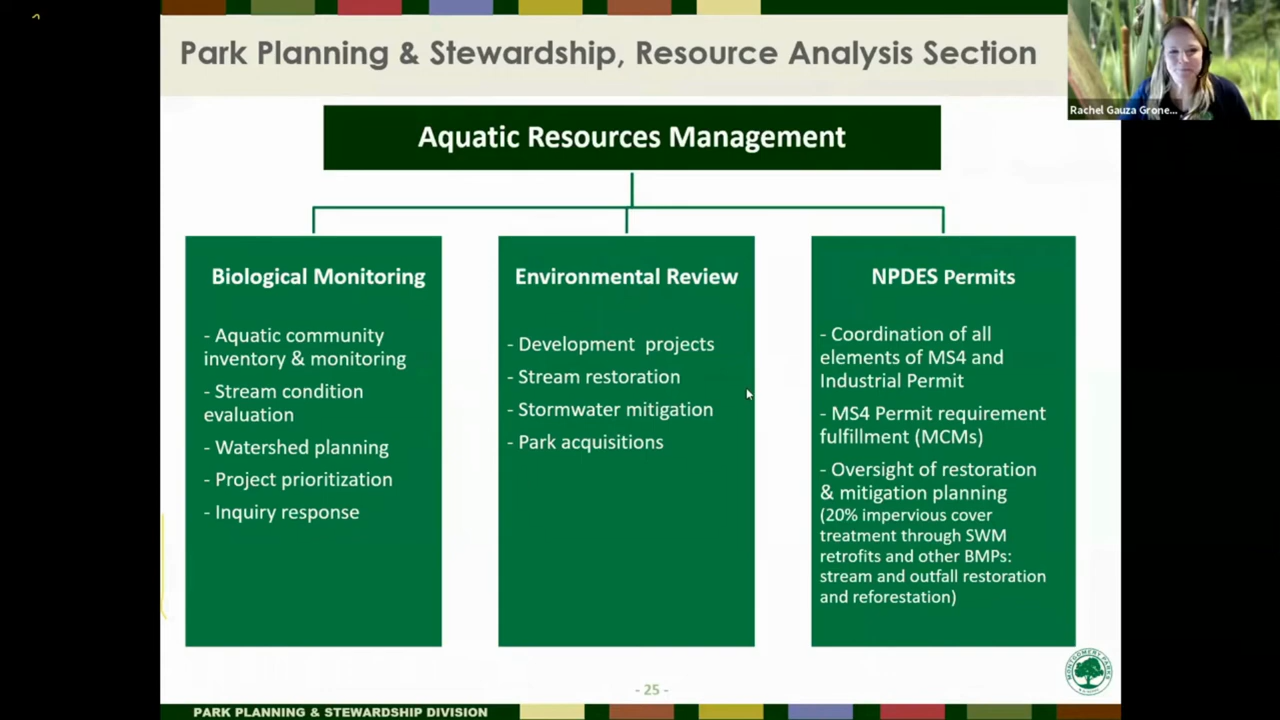 Park Planning & Stewardship, Resource Analysis Section
Rachel Gauza Grone...
Aquatic Resources Management
Biological Monitoring
- Aquatic community
inventory & monitoring
- Stream condition
evaluation
- Watershed planning
- Project prioritization
- Inquiry response
Environmental Review
- Development projects
- Stream restoration
- Stormwater mitigation
- Park acquisitions
NPDES Permits
- Coordination of all
elements of MS4 and
Industrial Permit
- MS4 Permit requirement
fulfillment (MCMs)
- Oversight of restoration
& mitigation planning
(20% impervious cover
treatment through SWM
retrofits and other BMPs:
stream and outfall restoration
and reforestation)
MONTGOMERY PARKS
- 25 -
PARK PLANNING & STEWARDSHIP DIVISION